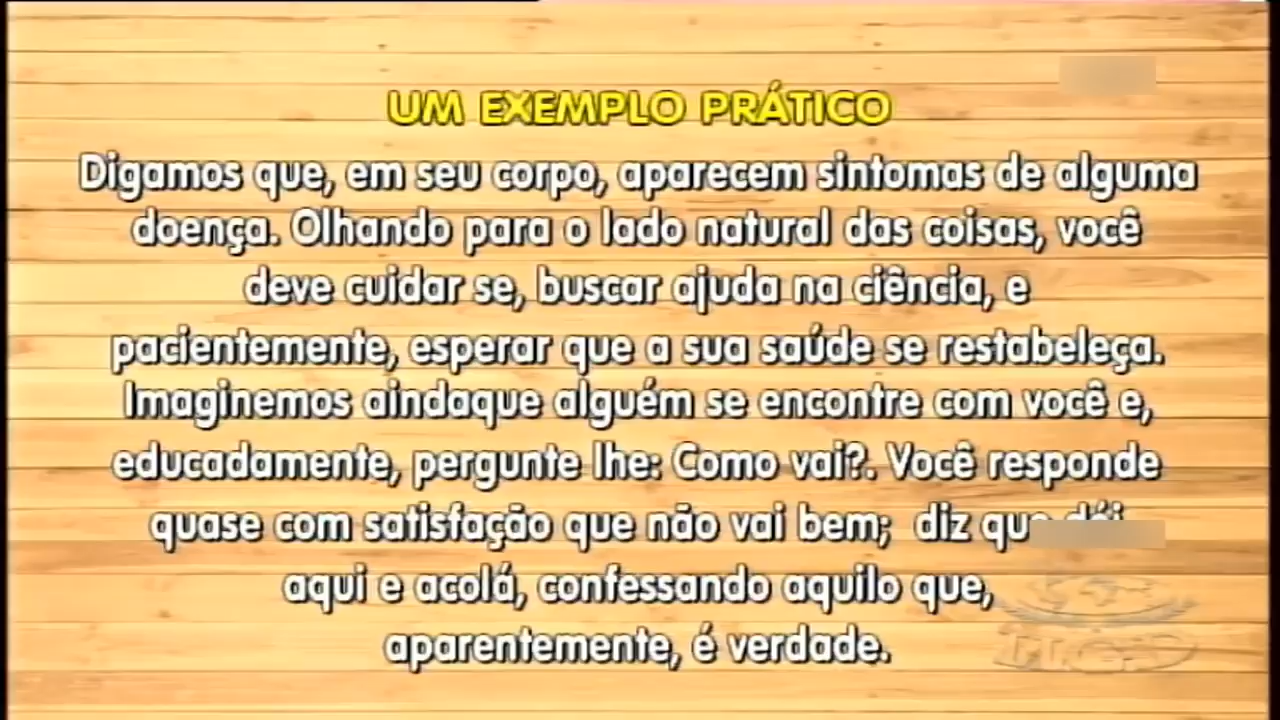 UM EXEMPLO PRÁTICO
Digamos que, em seu corpo, aparecem sintomas de alguma
doença. Olhando para o lado natural das coisas, você
deve cuidar se, buscar ajuda na ciência, e
pacientemente, esperar que a sua saúde se restabeleça.
Imaginemos aindaque alguém se encontre com você e,
educadamente, pergunte lhe: Como vai?. Você responde
quase com satisfação que não vai bem;  diz que dói
aqui e acolá, confessando aquilo que,
aparentemente, é verdade.